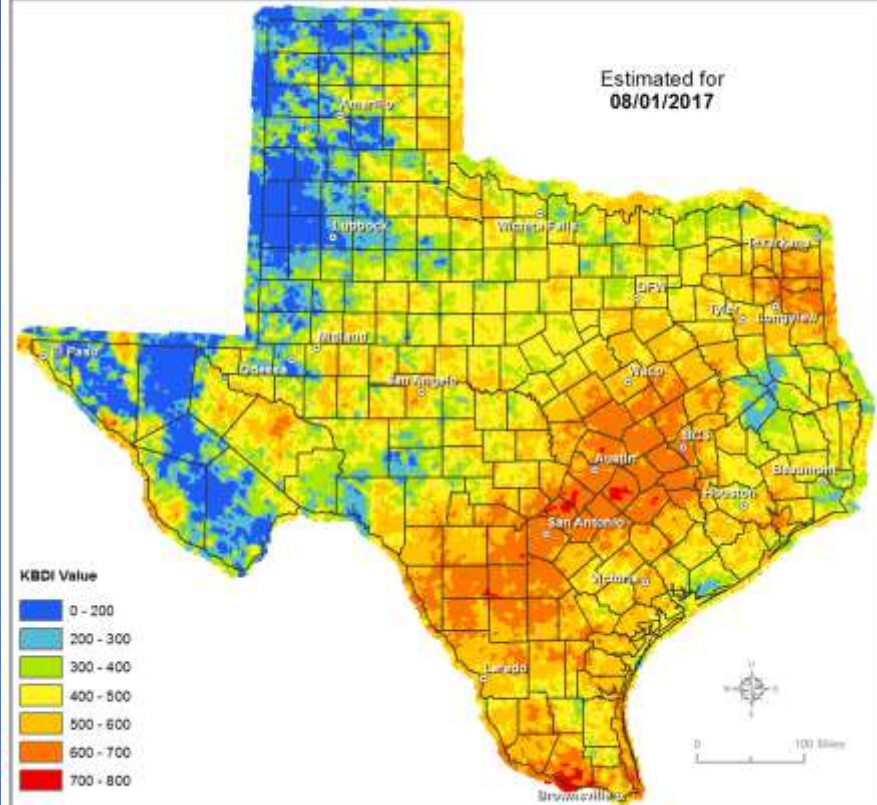 Estimated for
08/01/2017
Amarillo
Lubbock
Wichita Falls
Texarkana
DFW
Tyler
Longview
El Paso
Midland
Odessa
San Angelo
Waco
BCS
Austin
Beaumont
Houston
San Antonio
Victoria
Laredo
Brownsville
KBDI Value
0 - 200
200 - 300
300 - 400
400 - 500
500 - 600
600 - 700
700 - 800
0 100 Miles